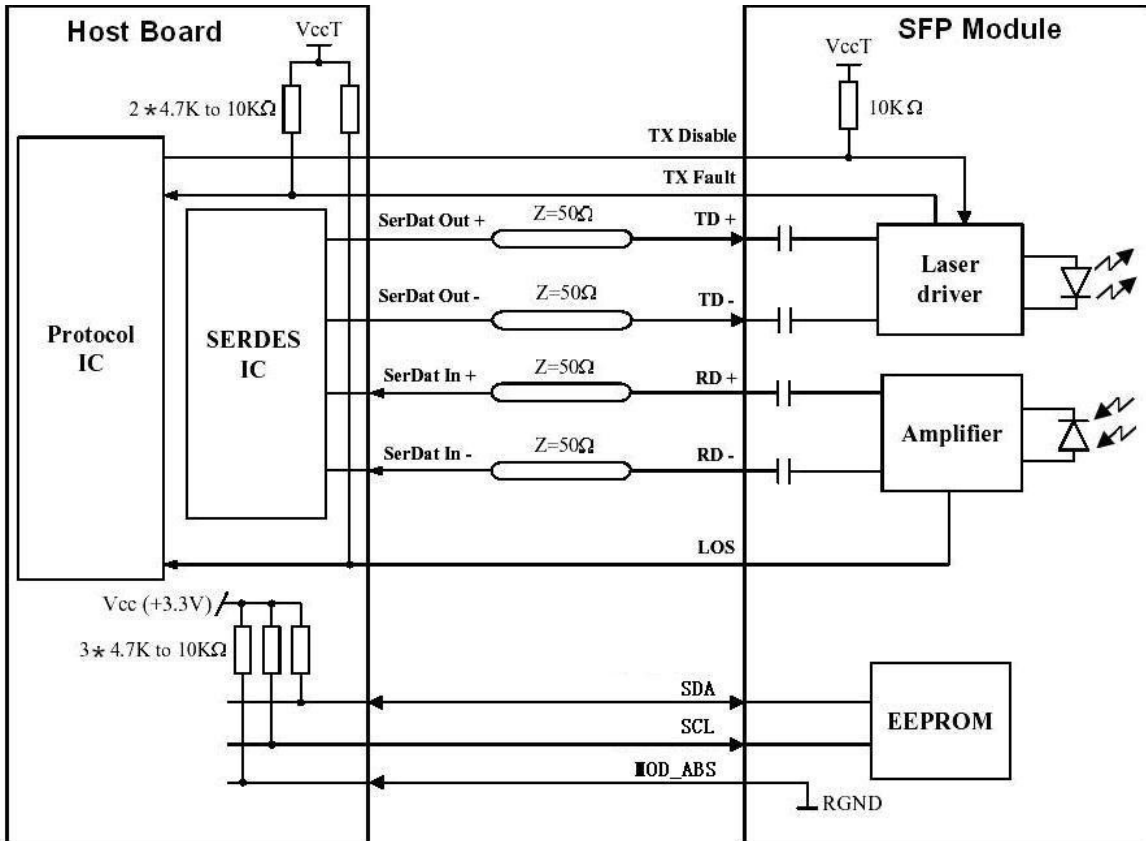 Host Board
SFP Module
VccT
VccT
2*4.7K to 10KΩ
10KΩ
TX Disable
TX Fault
SerDat Out +
Z=50Ω
TD +
Laser
driver
SerDat Out -
Z=50Ω
TD -
Protocol
IC
SERDES
IC
SerDat In +
Z=50Ω
RD +
Amplifier
SerDat In -
Z=50Ω
RD -
LOS
Vcc (+3.3V)
3*4.7K to 10KΩ
SDA
SCL
EEPROM
MOD_ABS
RGND